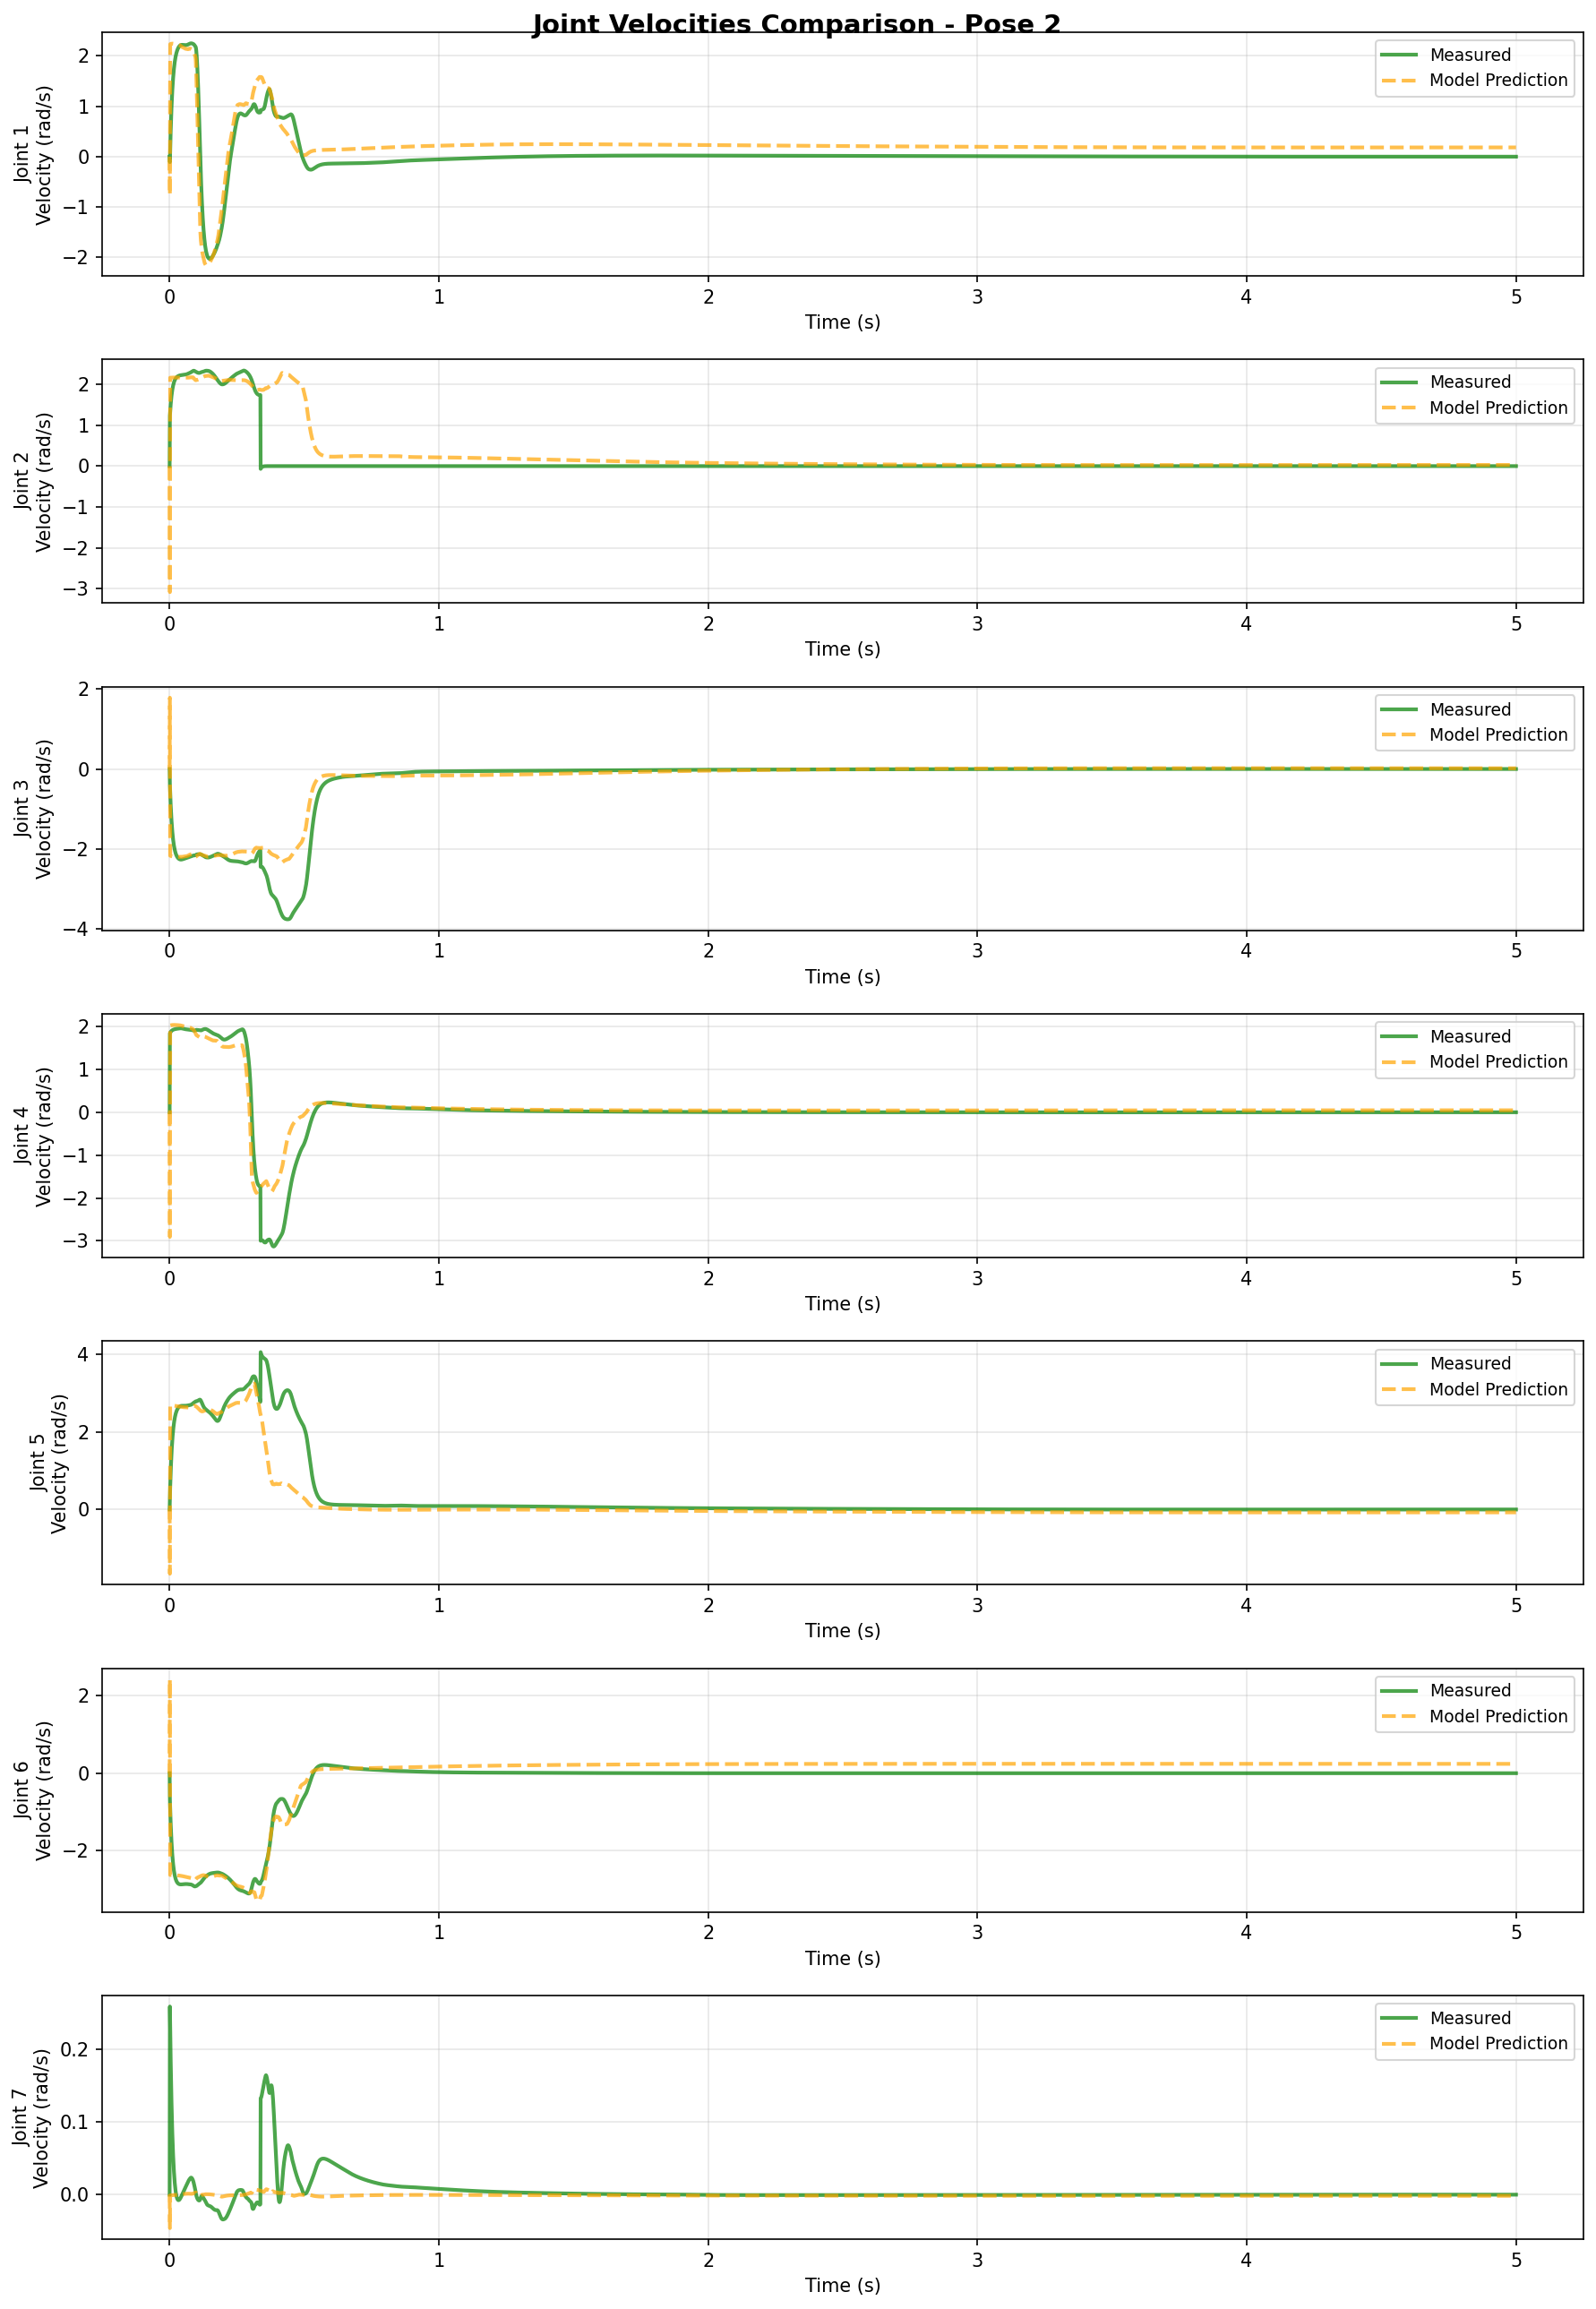 Joint Velocities Comparison - Pose 2
Joint 1
Velocity (rad/s)
2
1
0
−1
−2
Measured
Model Prediction
0 1 2 3 4 5
Time (s)
Joint 2
Velocity (rad/s)
2
1
0
−1
−2
−3
Measured
Model Prediction
0 1 2 3 4 5
Time (s)
Joint 3
Velocity (rad/s)
2
0
−2
−4
Measured
Model Prediction
0 1 2 3 4 5
Time (s)
Joint 4
Velocity (rad/s)
2
1
0
−1
−2
−3
Measured
Model Prediction
0 1 2 3 4 5
Time (s)
Joint 5
Velocity (rad/s)
4
2
0
Measured
Model Prediction
0 1 2 3 4 5
Time (s)
Joint 6
Velocity (rad/s)
2
0
−2
Measured
Model Prediction
0 1 2 3 4 5
Time (s)
Joint 7
Velocity (rad/s)
0.2
0.1
0.0
Measured
Model Prediction
0 1 2 3 4 5
Time (s)